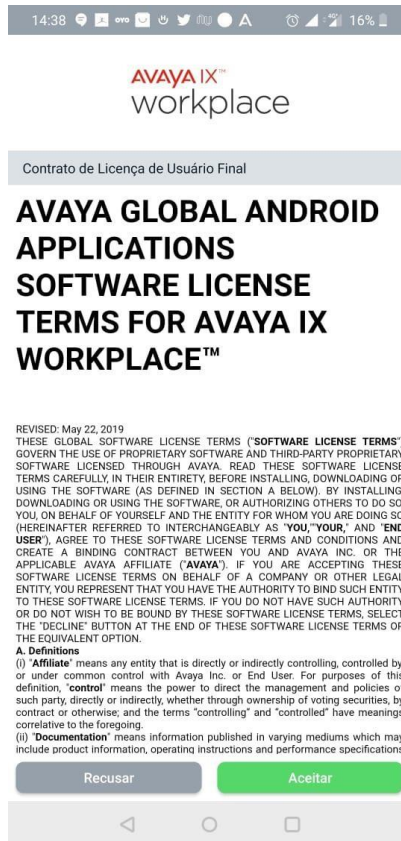 14:38 OYO 4G 16%
AVAYA IX™
workplace
Contrato de Licença de Usuário Final
AVAYA GLOBAL ANDROID
APPLICATIONS
SOFTWARE LICENSE
TERMS FOR AVAYA IX
WORKPLACE™
REVISED: May 22, 2019
THESE GLOBAL SOFTWARE LICENSE TERMS ("SOFTWARE LICENSE TERMS"
GOVERN THE USE OF PROPRIETARY SOFTWARE AND THIRD-PARTY PROPRIETARY
SOFTWARE LICENSED THROUGH AVAYA. READ THESE SOFTWARE LICENSE
TERMS CAREFULLY, IN THEIR ENTIRETY, BEFORE INSTALLING, DOWNLOADING OR
USING THE SOFTWARE (AS DEFINED IN SECTION A BELOW). BY INSTALLING,
DOWNLOADING OR USING THE SOFTWARE, OR AUTHORIZING OTHERS TO DO SO,
YOU, ON BEHALF OF YOURSELF AND THE ENTITY FOR WHOM YOU ARE DOING SO
(HEREINAFTER REFERRED TO INTERCHANGEABLY AS "YOU,""YOUR," AND "END
USER"), AGREE TO THESE SOFTWARE LICENSE TERMS AND CONDITIONS AND
CREATE A BINDING CONTRACT BETWEEN YOU AND AVAYA INC. OR THE
APPLICABLE AVAYA AFFILIATE ("AVAYA"). IF YOU ARE ACCEPTING THESE
SOFTWARE LICENSE TERMS ON BEHALF OF A COMPANY OR OTHER LEGAL
ENTITY, YOU REPRESENT THAT YOU HAVE THE AUTHORITY TO BIND SUCH ENTITY
TO THESE SOFTWARE LICENSE TERMS. IF YOU DO NOT HAVE SUCH AUTHORITY
OR DO NOT WISH TO BE BOUND BY THESE SOFTWARE LICENSE TERMS, SELECT
THE "DECLINE" BUTTON AT THE END OF THESE SOFTWARE LICENSE TERMS OR
THE EQUIVALENT OPTION.
A. Definitions
(i) "Affiliate" means any entity that is directly or indirectly controlling, controlled by
or under common control with Avaya Inc. or End User. For purposes of this
definition, "control" means the power to direct the management and policies of
such party, directly or indirectly, whether through ownership of voting securities, by
contract or otherwise; and the terms "controlling" and "controlled" have meanings
correlative to the foregoing.
(ii) "Documentation" means information published in varying mediums which may
include product information, operating instructions and performance specifications
Recusar Aceitar